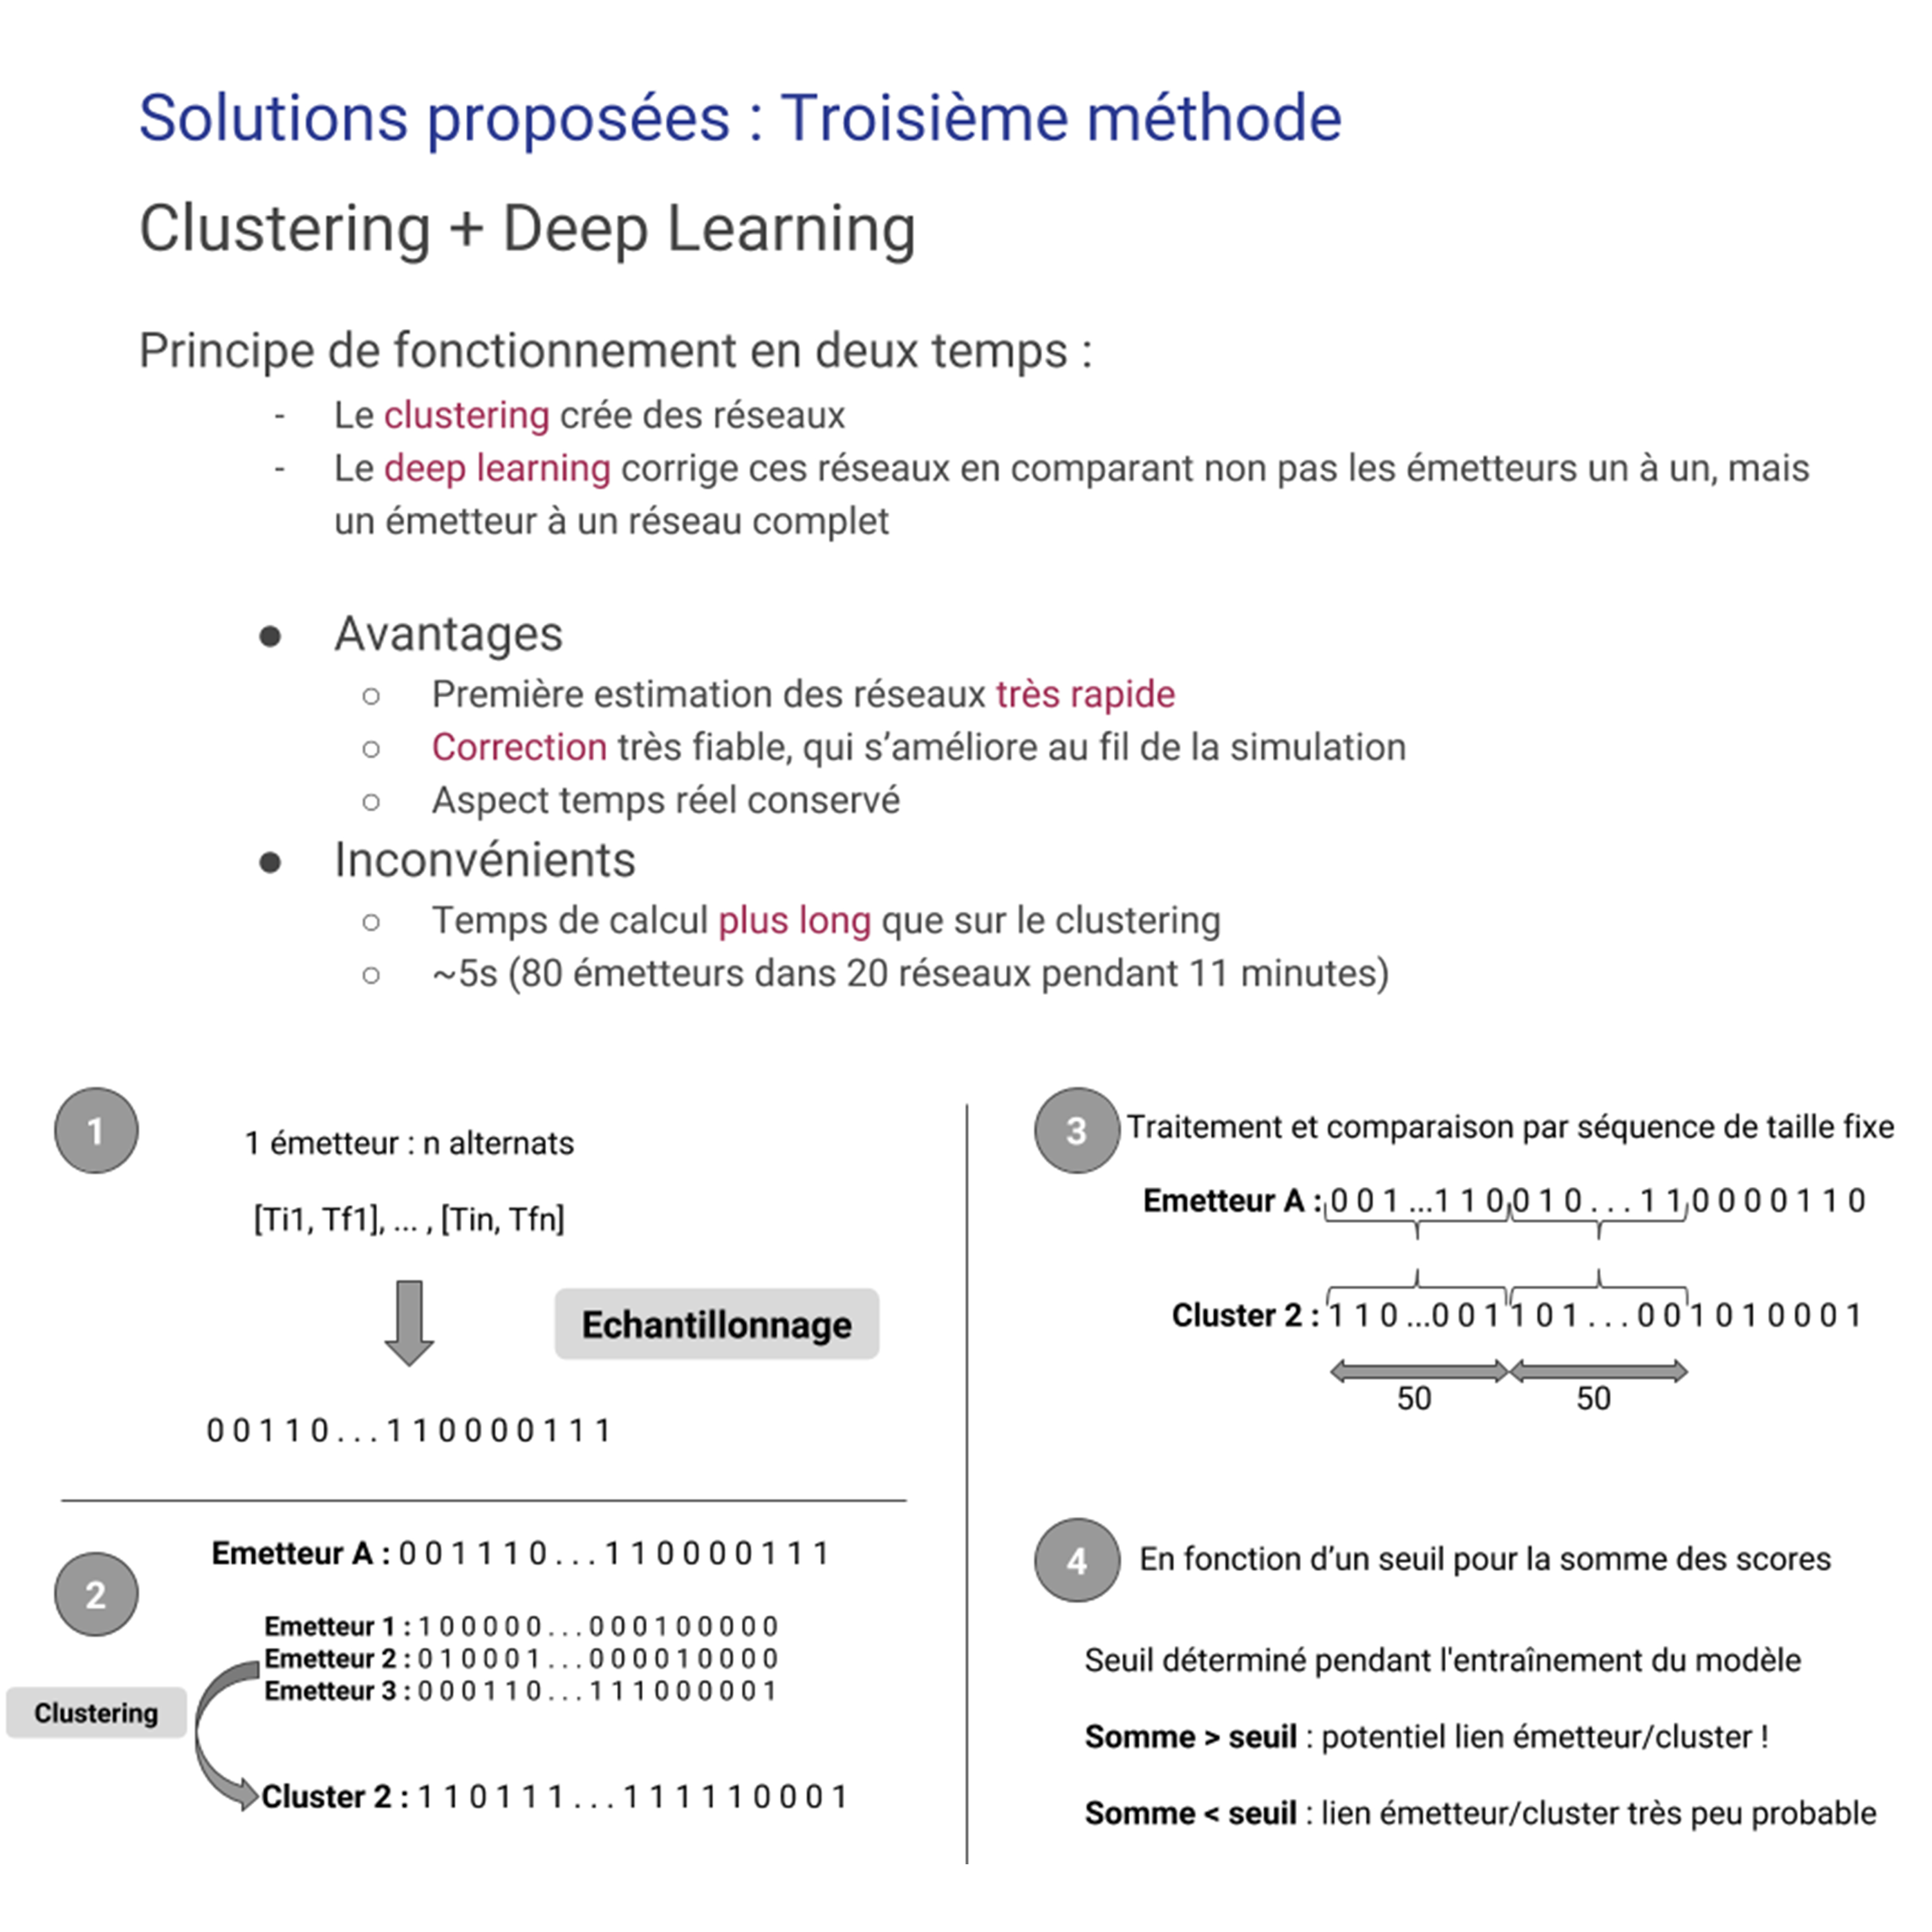 Solutions proposées : Troisième méthode
Clustering + Deep Learning
Principe de fonctionnement en deux temps :
- Le clustering crée des réseaux
- Le deep learning corrige ces réseaux en comparant non pas les émetteurs un à un, mais
un émetteur à un réseau complet
● Avantages
○ Première estimation des réseaux très rapide
○ Correction très fiable, qui s’améliore au fil de la simulation
○ Aspect temps réel conservé
● Inconvénients
○ Temps de calcul plus long que sur le clustering
○ ~5s (80 émetteurs dans 20 réseaux pendant 11 minutes)
1
1 émetteur : n alternats
[Ti1, Tf1], ... , [Tin, Tfn]
Echantillonnage
0 0 1 1 0 . . . 1 1 0 0 0 0 1 1 1
2
Emetteur A : 0 0 1 1 1 0 . . . 1 1 0 0 0 0 1 1 1
Emetteur 1 : 1 0 0 0 0 0 . . . 0 0 0 1 0 0 0 0 0
Emetteur 2 : 0 1 0 0 0 1 . . . 0 0 0 0 1 0 0 0 0
Emetteur 3 : 0 0 0 1 1 0 . . . 1 1 1 0 0 0 0 0 1
Clustering
Cluster 2 : 1 1 0 1 1 1 . . . 1 1 1 1 1 0 0 0 1
3
Traitement et comparaison par séquence de taille fixe
Emetteur A : 0 0 1 ... 1 1 0 0 1 0 . . . 1 1 0 0 0 0 1 1 0
Cluster 2 : 1 1 0 ... 0 0 1 1 0 1 . . . 0 0 1 0 1 0 0 0 1
50 50
4
En fonction d’un seuil pour la somme des scores
Seuil déterminé pendant l'entraînement du modèle
Somme > seuil : potentiel lien émetteur/cluster !
Somme < seuil : lien émetteur/cluster très peu probable